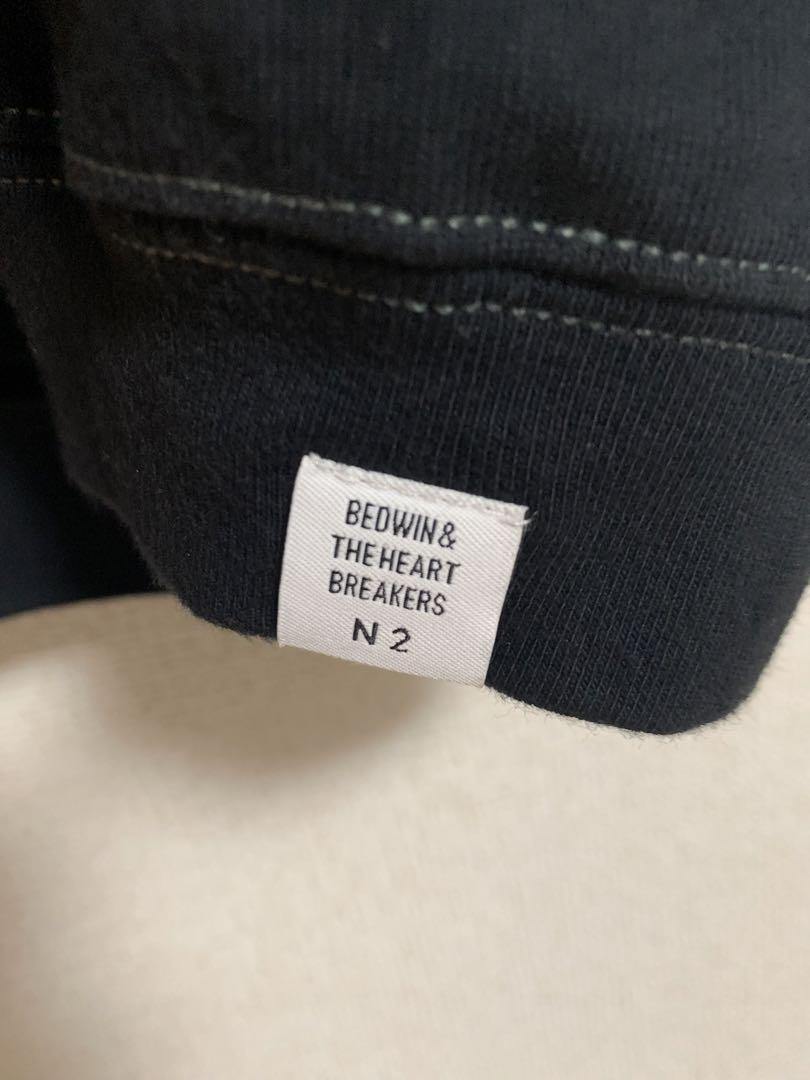 BEDWIN &
THE HEART
BREAKERS
N 2